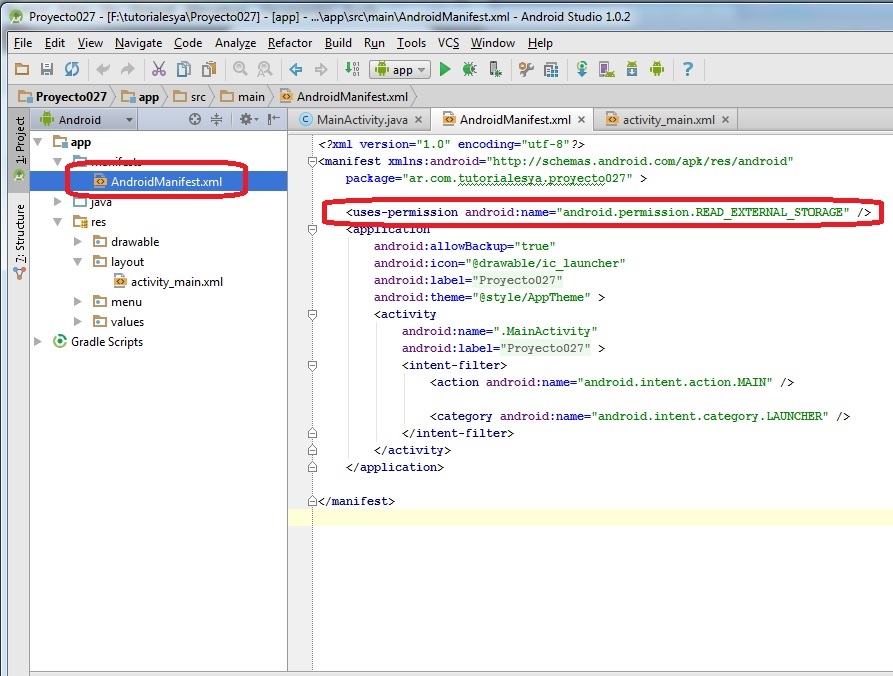 Proyecto027 - [F:\tutorialesya\Proyecto027] - [app] - ...\app\src\main\AndroidManifest.xml - Android Studio 1.0.2
File Edit View Navigate Code Analyze Refactor Build Run Tools VCS Window Help
app
Proyecto027 app src main AndroidManifest.xml
1: Project
7: Structure
Android
app
manifests
AndroidManifest.xml
java
res
drawable
layout
activity_main.xml
menu
values
Gradle Scripts
MainActivity.java AndroidManifest.xml activity_main.xml
<?xml version="1.0" encoding="utf-8"?>
<manifest xmlns:android="http://schemas.android.com/apk/res/android"
package="ar.com.tutorialesya.proyecto027" >
<uses-permission android:name="android.permission.READ_EXTERNAL_STORAGE" />
<application
android:allowBackup="true"
android:icon="@drawable/ic_launcher"
android:label="Proyecto027"
android:theme="@style/AppTheme" >
<activity
android:name=".MainActivity"
android:label="Proyecto027" >
<intent-filter>
<action android:name="android.intent.action.MAIN" />
<category android:name="android.intent.category.LAUNCHER" />
</intent-filter>
</activity>
</application>
</manifest>